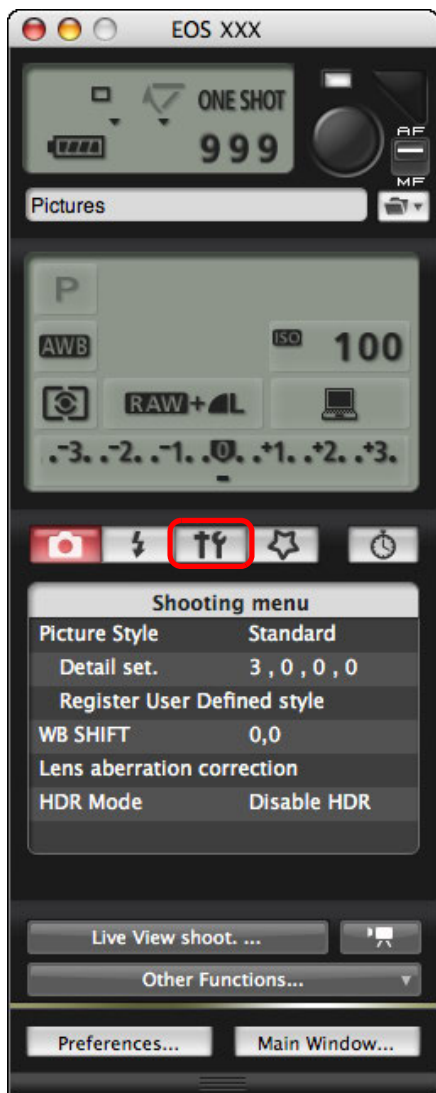 EOS XXX
ONE SHOT
999
AF
MF
Pictures
P
AWB
ISO 100
RAW+L
.-3. .-2. .-1. .0. .+1. .+2. .+3.
Shooting menu
Picture Style Standard
Detail set. 3 , 0 , 0 , 0
Register User Defined style
WB SHIFT 0,0
Lens aberration correction
HDR Mode Disable HDR
Live View shoot. ...
Other Functions...
Preferences... Main Window...